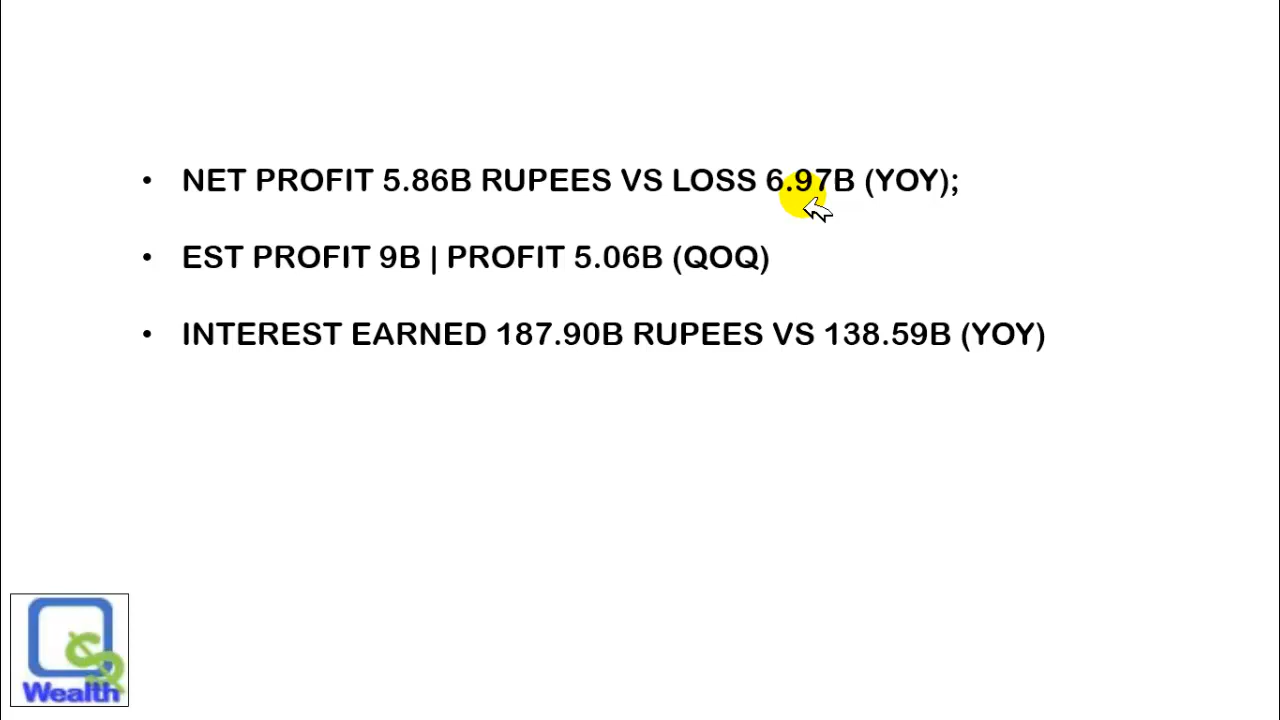 • NET PROFIT 5.86B RUPEES VS LOSS 6.97B (YOY);
• EST PROFIT 9B | PROFIT 5.06B (QOQ)
• INTEREST EARNED 187.90B RUPEES VS 138.59B (YOY)
Wealth